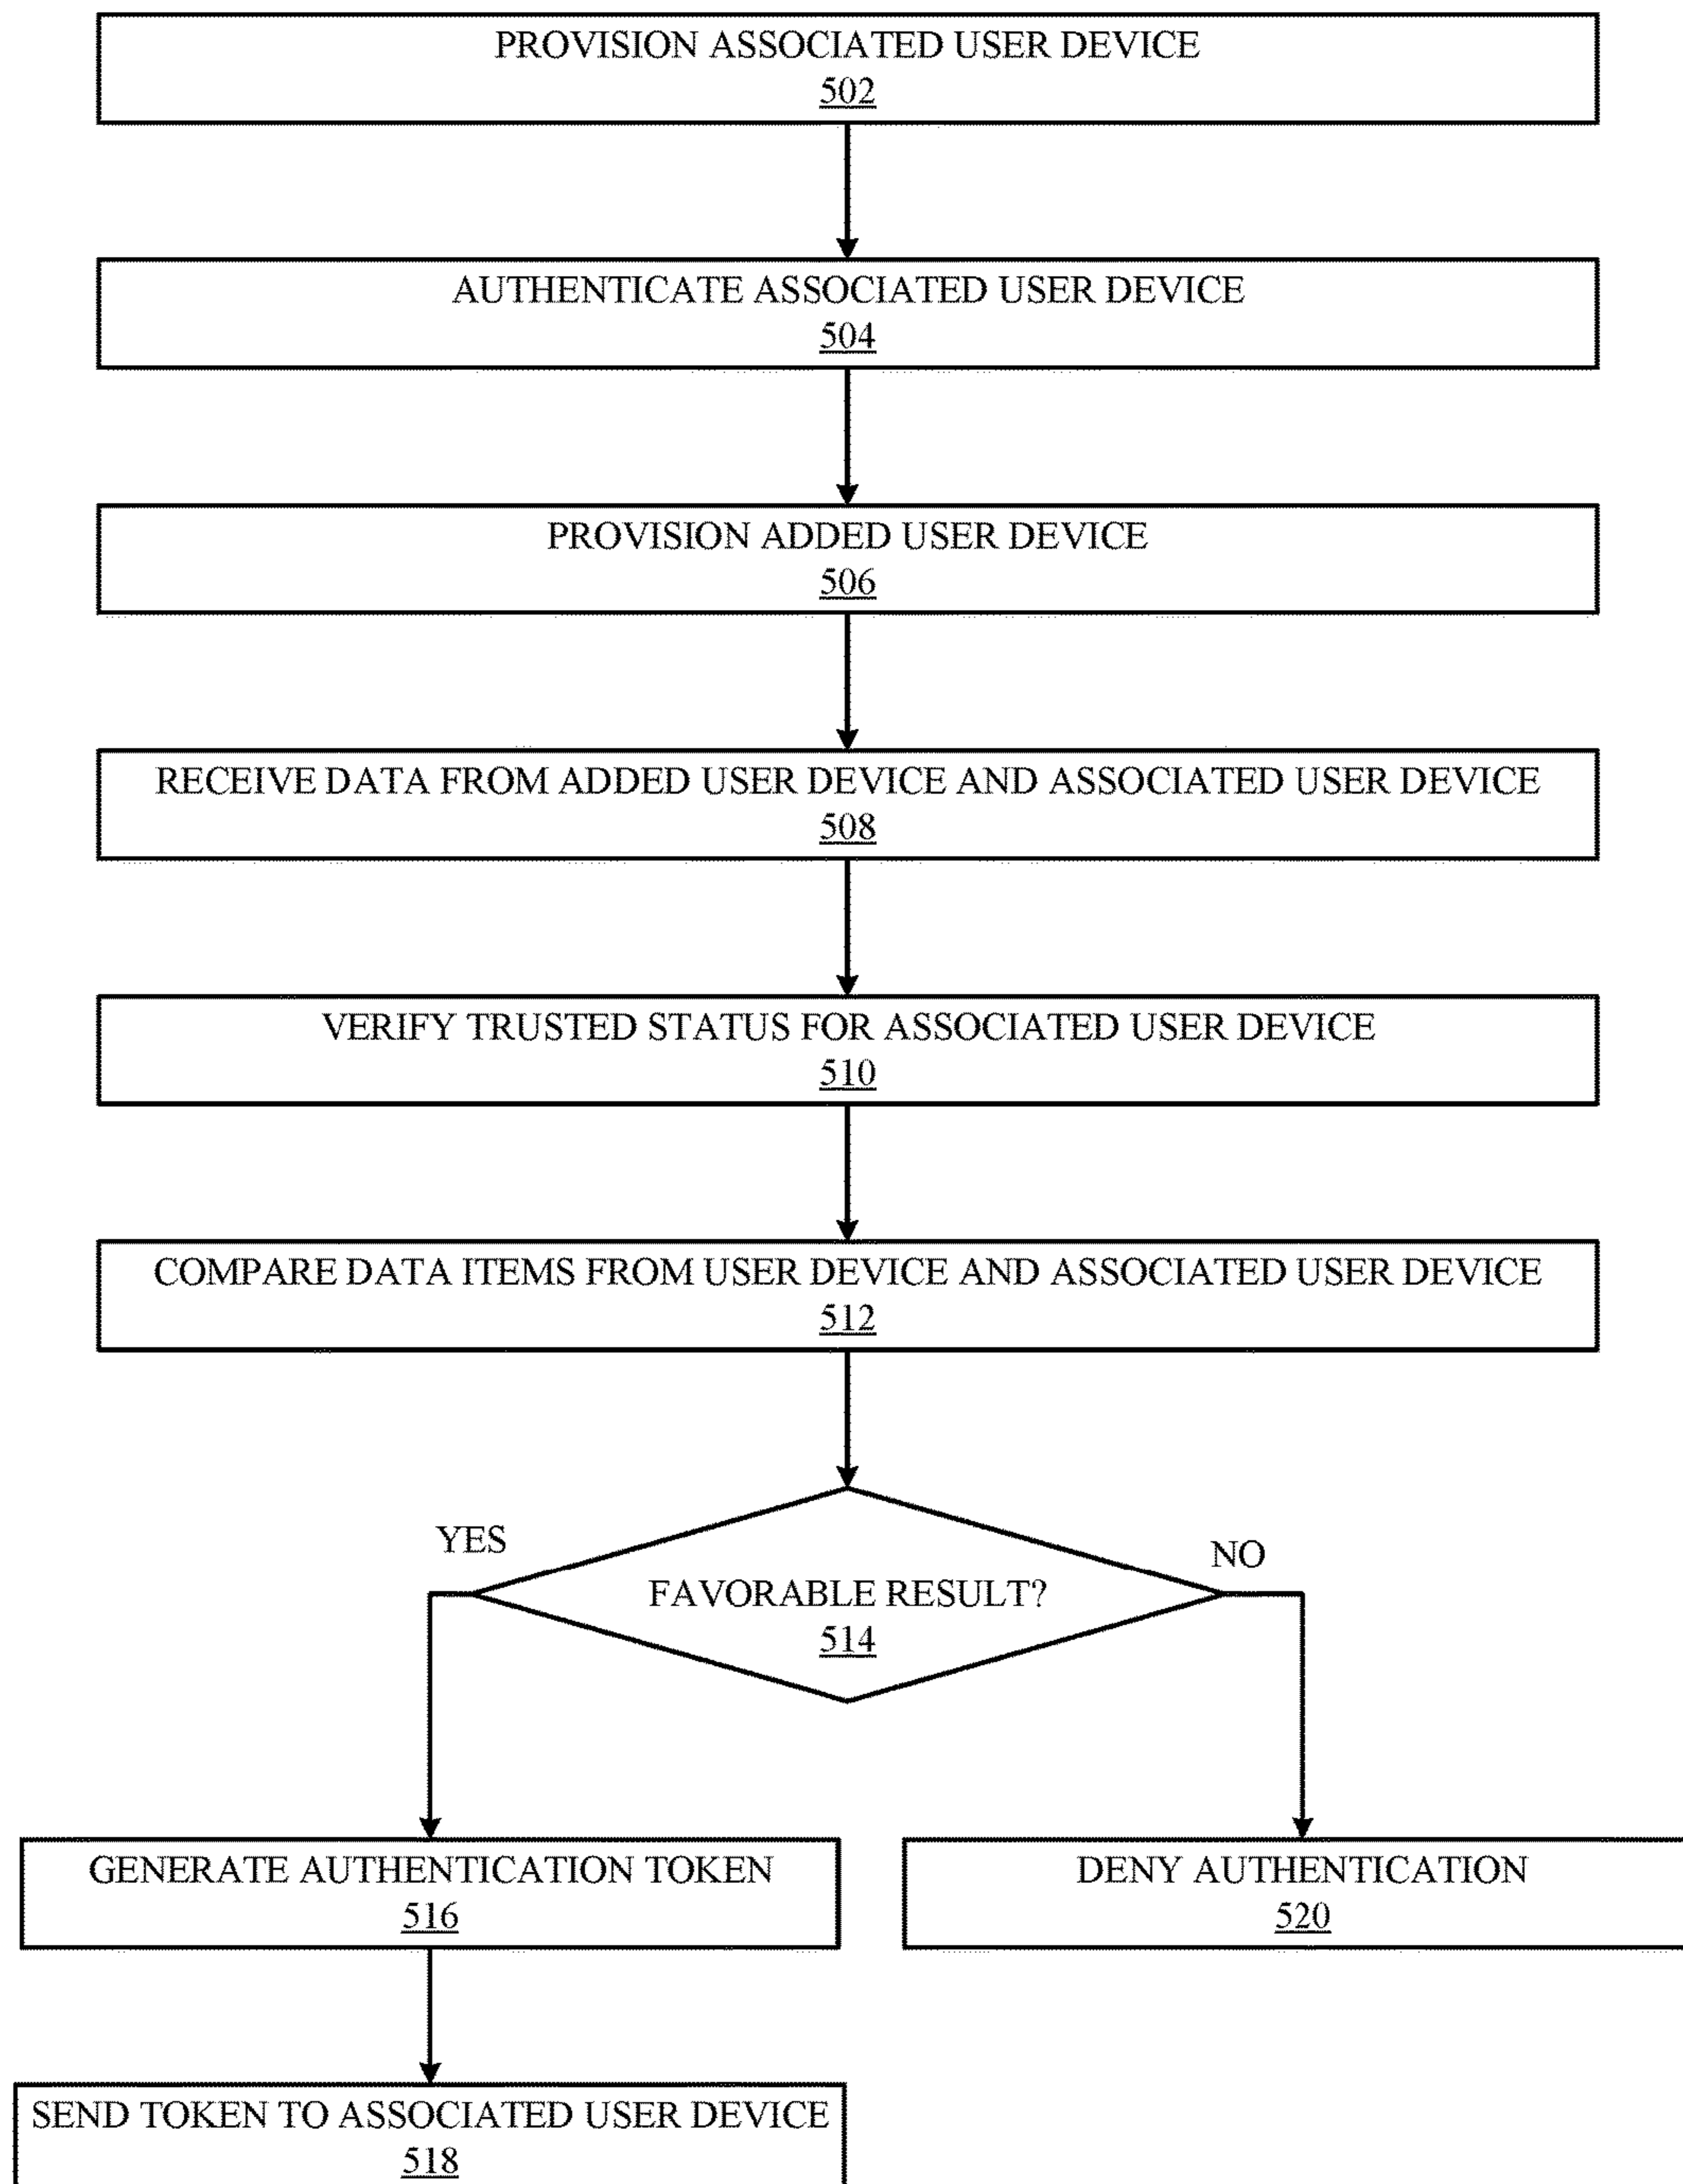 PROVISION ASSOCIATED USER DEVICE
502
AUTHENTICATE ASSOCIATED USER DEVICE
504
PROVISION ADDED USER DEVICE
506
RECEIVE DATA FROM ADDED USER DEVICE AND ASSOCIATED USER DEVICE
508
VERIFY TRUSTED STATUS FOR ASSOCIATED USER DEVICE
510
COMPARE DATA ITEMS FROM USER DEVICE AND ASSOCIATED USER DEVICE
512
YES
NO
FAVORABLE RESULT?
514
GENERATE AUTHENTICATION TOKEN
516
DENY AUTHENTICATION
520
SEND TOKEN TO ASSOCIATED USER DEVICE
518